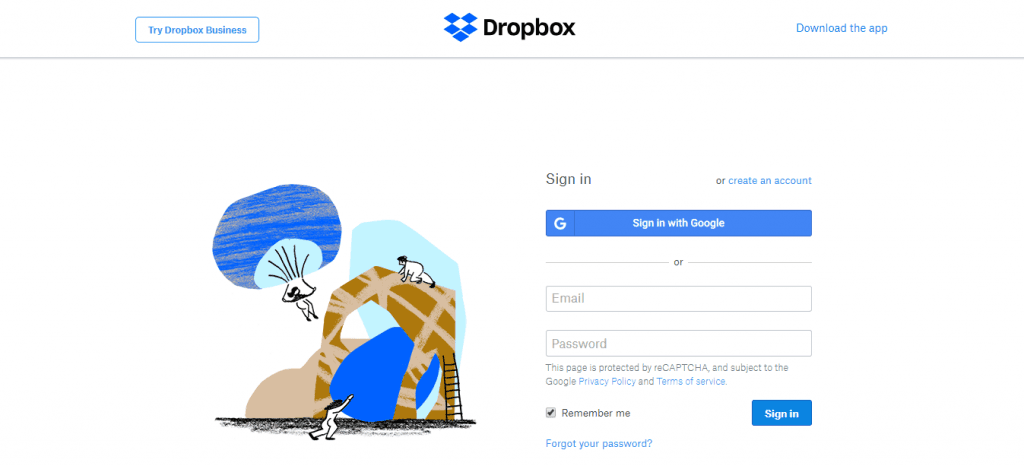 Try Dropbox Business
Dropbox
Download the app
Sign in
or create an account
G
Sign in with Google
or
Email
Password
This page is protected by reCAPTCHA, and subject to the
Google Privacy Policy and Terms of service.
Remember me
Sign in
Forgot your password?